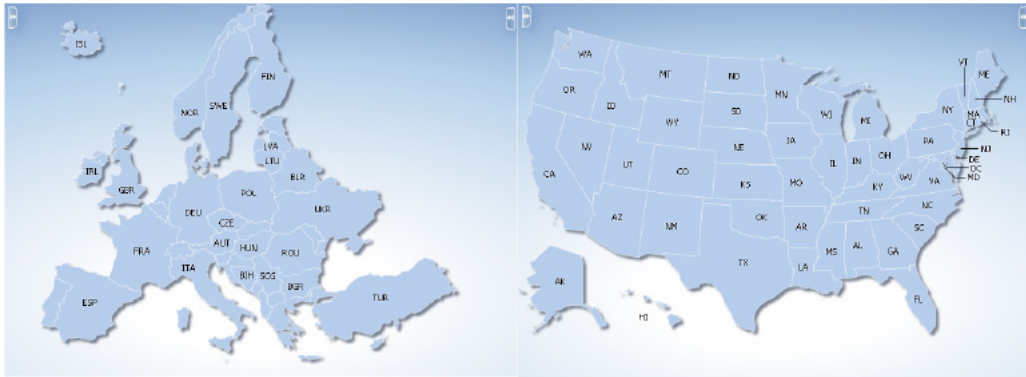 ISL
FIN
NOR
SWE
LVA
LTU
IRL
GBR
BLR
POL
DEU
UKR
CZE
AUT
HUN
FRA
ROU
ITA
BIH
SCG
BGR
ESP
TUR
WA
MT
ND
MN
VT
ME
OR
ID
SD
WI
MI
NY
NH
MA
CT
RI
WY
IA
PA
NJ
NE
NV
UT
IL
IN
OH
DE
DC
MD
CA
CO
KS
MO
WV
VA
KY
NC
TN
AZ
NM
OK
AR
SC
MS
AL
GA
TX
LA
AK
FL
HI